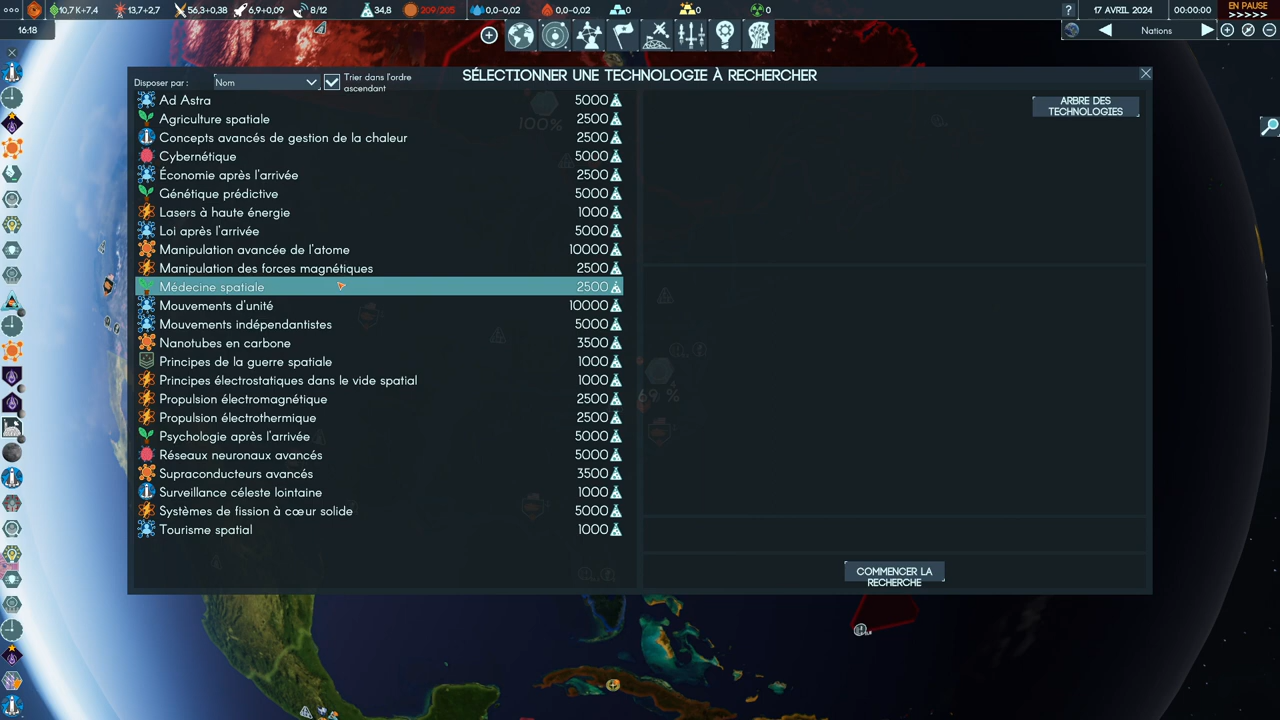 10,7 K+7,4
13,7+2,7
56,3+0,38
6,9+0,09
8/12
34,8
209/205
0,0-0,02
0,0-0,02
0
0
0
?
17 AVRIL 2024
00:00:00
EN PAUSE
>>>>>
16:18
Nations
SÉLECTIONNER UNE TECHNOLOGIE À RECHERCHER
Disposer par :
Nom
Trier dans l'ordre
ascendant
ARBRE DES
TECHNOLOGIES
Ad Astra 5000
Agriculture spatiale 2500
Concepts avancés de gestion de la chaleur 2500
Cybernétique 5000
Économie après l'arrivée 2500
Génétique prédictive 5000
Lasers à haute énergie 1000
Loi après l'arrivée 5000
Manipulation avancée de l'atome 10000
Manipulation des forces magnétiques 2500
Médecine spatiale 2500
Mouvements d'unité 10000
Mouvements indépendantistes 5000
Nanotubes en carbone 3500
Principes de la guerre spatiale 1000
Principes électrostatiques dans le vide spatial 1000
Propulsion électromagnétique 2500
Propulsion électrothermique 2500
Psychologie après l'arrivée 5000
Réseaux neuronaux avancés 5000
Supraconducteurs avancés 3500
Surveillance céleste lointaine 1000
Systèmes de fission à cœur solide 5000
Tourisme spatial 1000
100%
69 %
COMMENCER LA
RECHERCHE